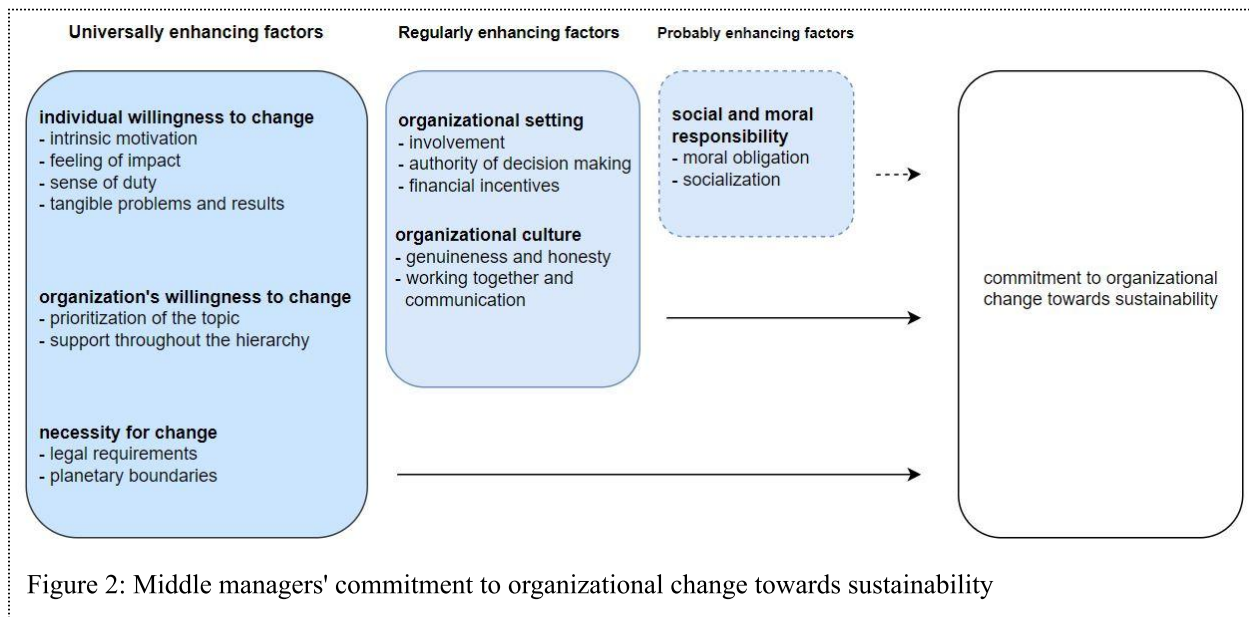 Universally enhancing factors
Regularly enhancing factors
Probably enhancing factors
individual willingness to change
- intrinsic motivation
- feeling of impact
- sense of duty
- tangible problems and results
organization's willingness to change
- prioritization of the topic
- support throughout the hierarchy
necessity for change
- legal requirements
- planetary boundaries
organizational setting
- involvement
- authority of decision making
- financial incentives
organizational culture
- genuineness and honesty
- working together and
communication
social and moral
responsibility
- moral obligation
- socialization
commitment to organizational
change towards sustainability
Figure 2: Middle managers' commitment to organizational change towards sustainability